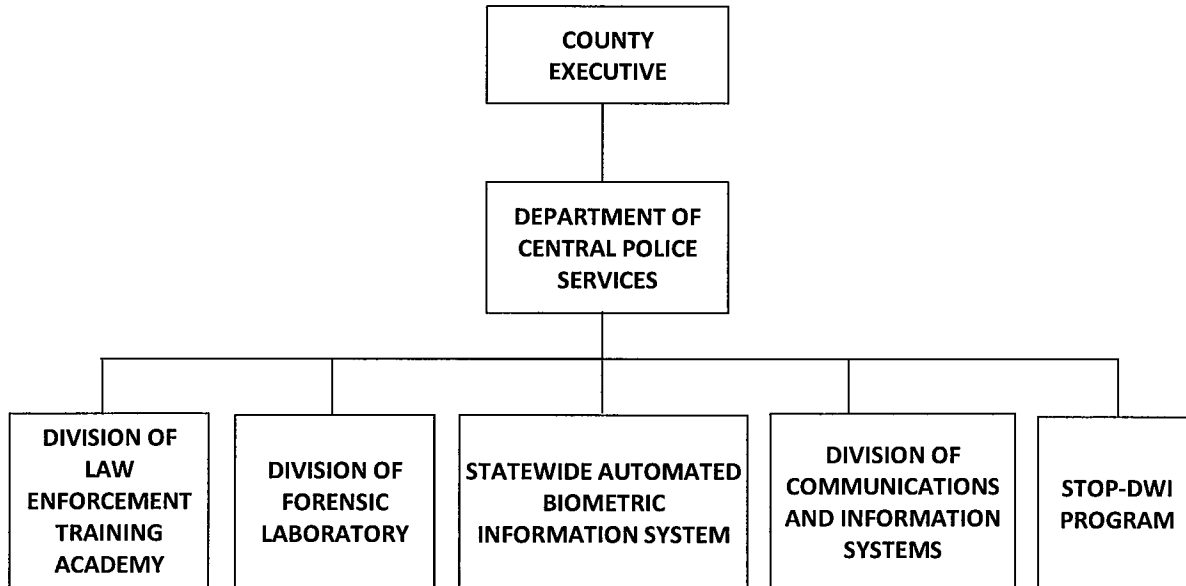 COUNTY
EXECUTIVE
DEPARTMENT OF
CENTRAL POLICE
SERVICES
DIVISION OF
LAW
ENFORCEMENT
TRAINING
ACADEMY
DIVISION OF
FORENSIC
LABORATORY
STATEWIDE AUTOMATED
BIOMETRIC
INFORMATION SYSTEM
DIVISION OF
COMMUNICATIONS
AND INFORMATION
SYSTEMS
STOP-DWI
PROGRAM